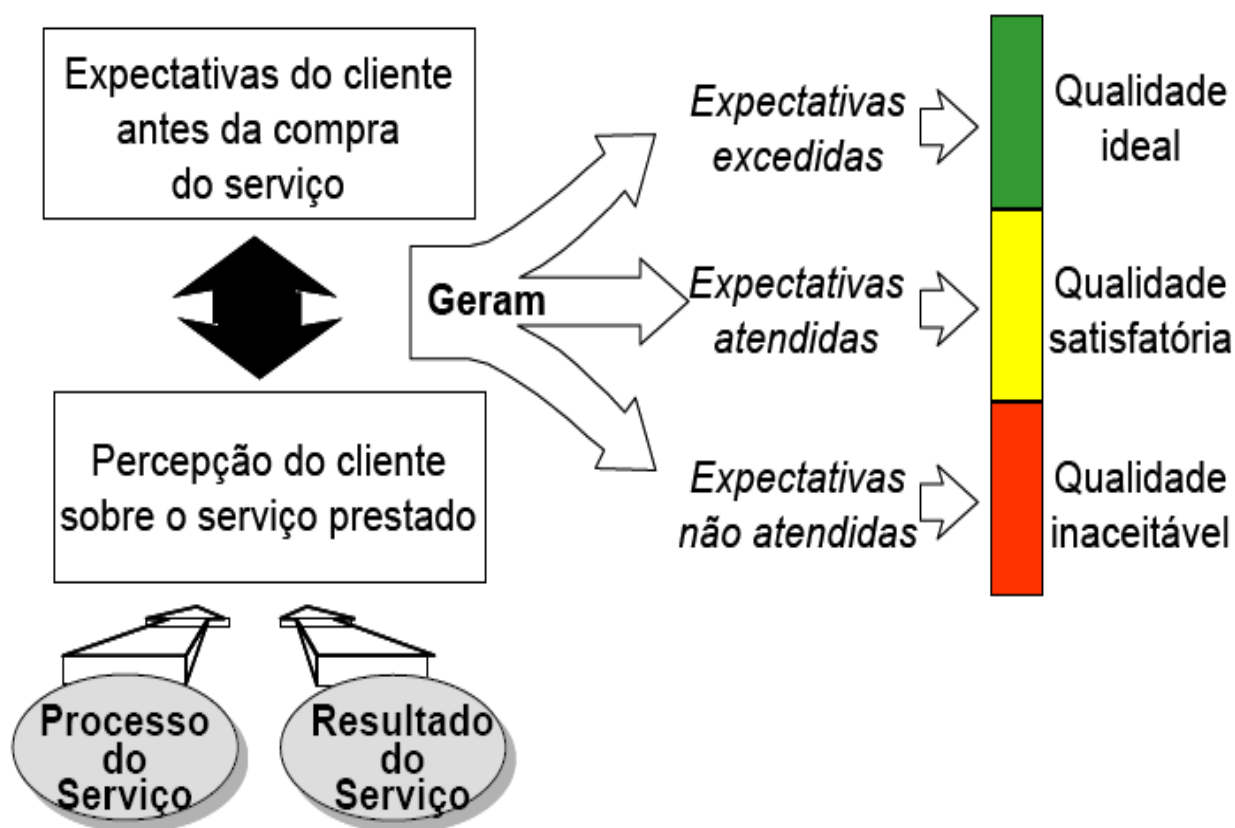 Expectativas do cliente
antes da compra
do serviço
Percepção do cliente
sobre o serviço prestado
Processo
do
Serviço
Resultado
do
Serviço
Geram
Expectativas
excedidas
Qualidade
ideal
Expectativas
atendidas
Qualidade
satisfatória
Expectativas
não atendidas
Qualidade
inaceitável